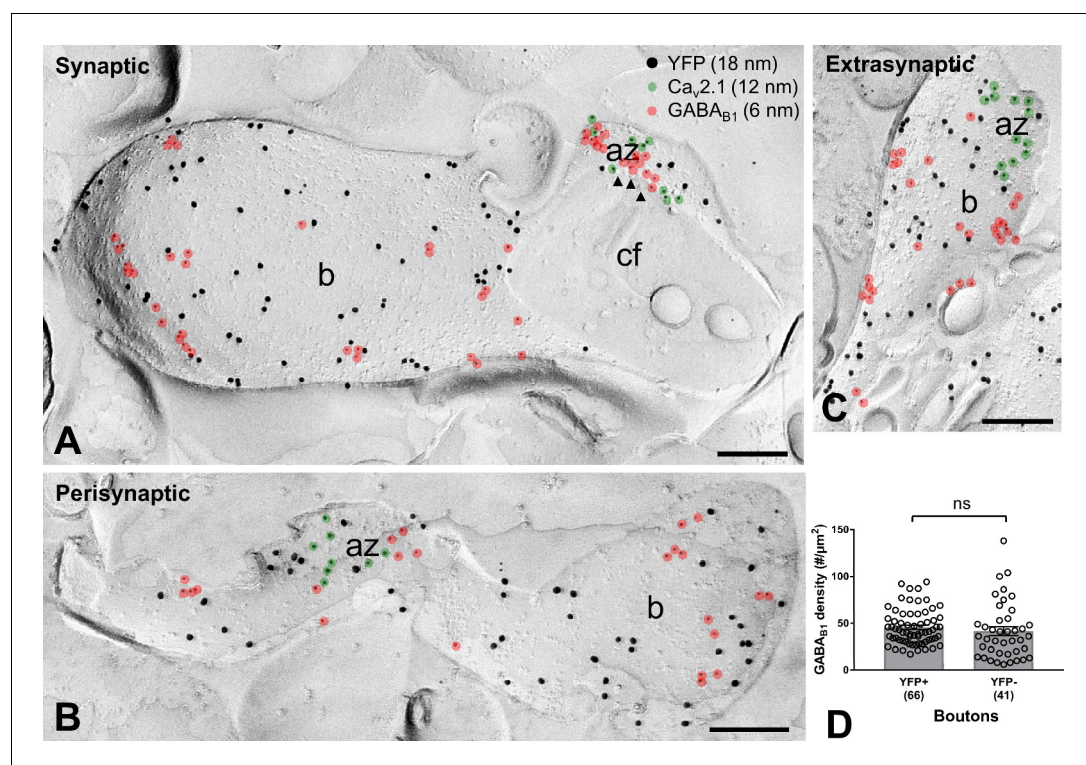 Synaptic
YFP (18 nm)
Cav2.1 (12 nm)
GABAB1 (6 nm)
az
b
cf
A
Extrasynaptic
az
b
C
Perisynaptic
az
b
B
ns
150
100
50
0
GABAB1 density (#/μm²)
YFP+
(66)
YFP-
(41)
Boutons
D